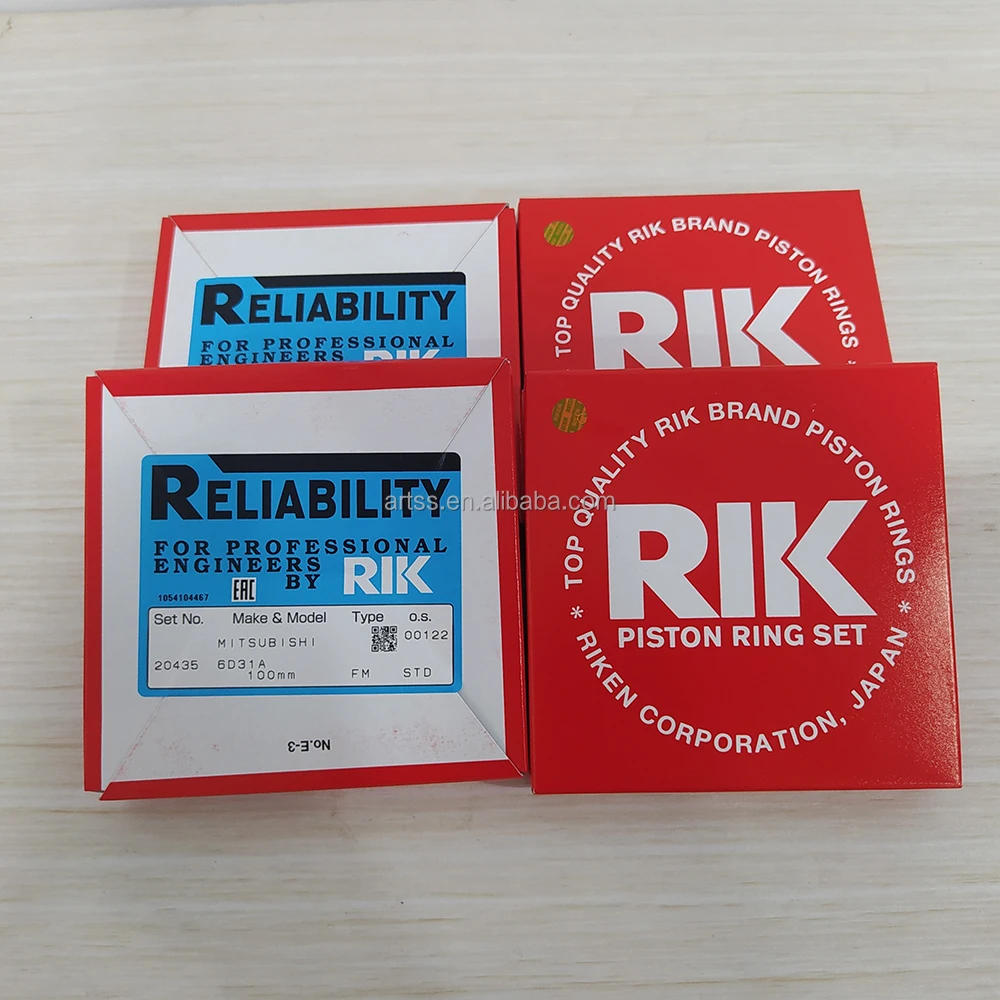 RELIABILITY
FOR PROFESSIONAL
ENGINEERS RIK
TOP QUALITY RIK BRAND PISTON RINGS
RIK
RELIABILITY
FOR PROFESSIONAL
ENGINEERS
BY RIK
1054104467 EAC
Set No. Make & Model Type o.s.
MITSUBISHI 00122
20435 6D31A
100mm FM STD
No.E-3
* TOP QUALITY RIK BRAND PISTON RINGS *
RIK
PISTON RING SET
RIKEN CORPORATION, JAPAN
artss.en.alibaba.com